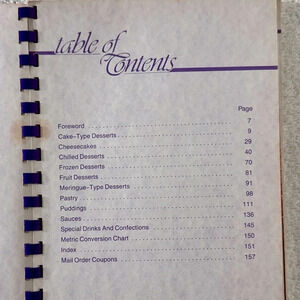 table of
Contents
Page
Foreword 7
Cake-Type Desserts 9
Cheesecakes 29
Chilled Desserts 40
Frozen Desserts 70
Fruit Desserts 81
Meringue-Type Desserts 91
Pastry 98
Puddings 111
Sauces 136
Special Drinks And Confections 145
Metric Conversion Chart 150
Index 151
Mail Order Coupons 157